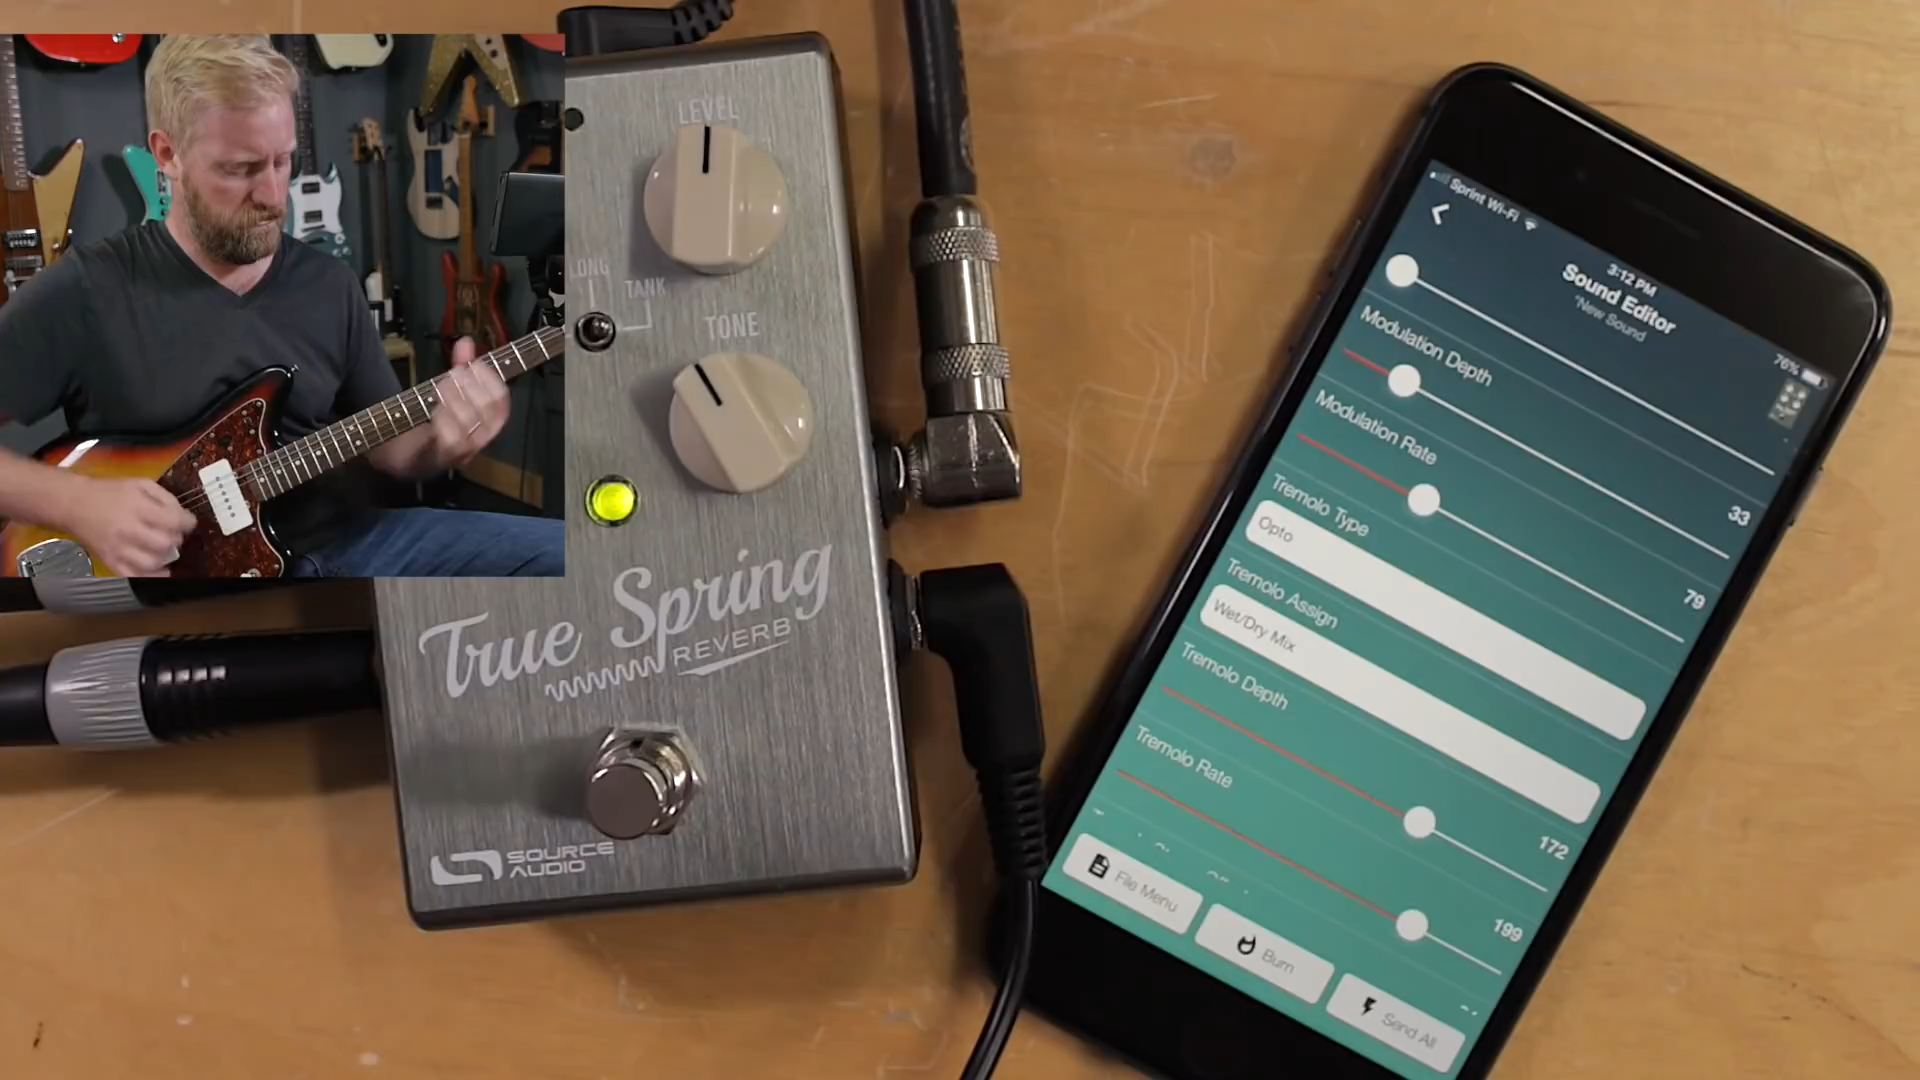 LEVEL
LONG
TANK
TONE
True Spring
REVERB
SOURCE
AUDIO
Sprint Wi-Fi
3:12 PM
76%
Sound Editor
*New Sound
Modulation Depth
33
Modulation Rate
79
Tremolo Type
Opto
Tremolo Assign
Wet/Dry Mix
Tremolo Depth
172
Tremolo Rate
199
File Menu
Burn
Send All